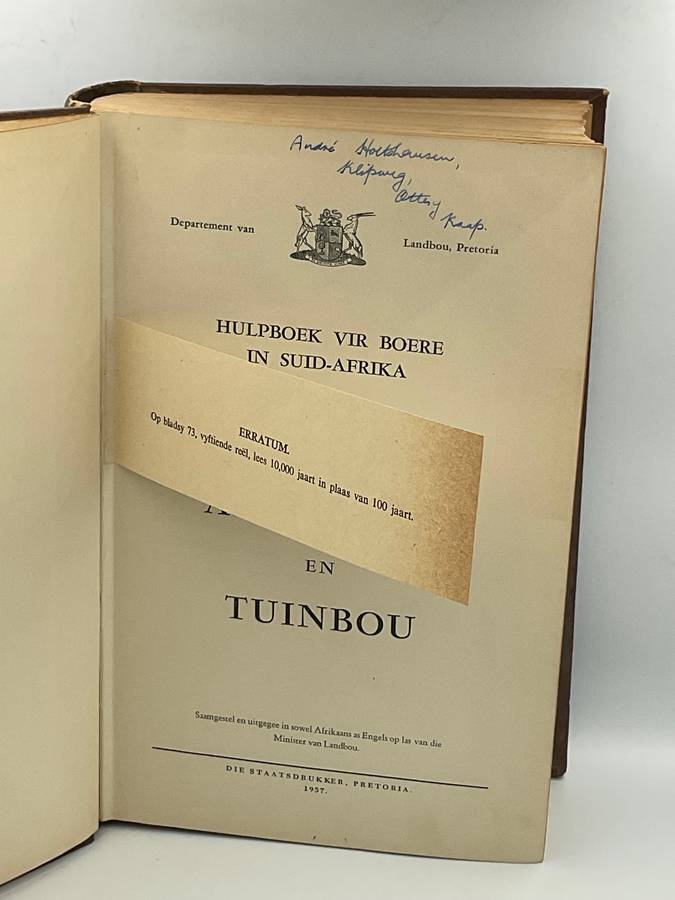 André Holtzhausen,
Klipweg,
Ottery
Kaap.
Departement van
Landbou, Pretoria
HULPBOEK VIR BOERE
IN SUID-AFRIKA
ERRATUM.
Op bladsy 73, vyftiende reël, lees 10,000 jaart in plaas van 100 jaart.
EN
TUINBOU
Saamgestel en uitgegee in sowel Afrikaans as Engels op las van die
Minister van Landbou.
DIE STAATSDRUKKER, PRETORIA.
1957.